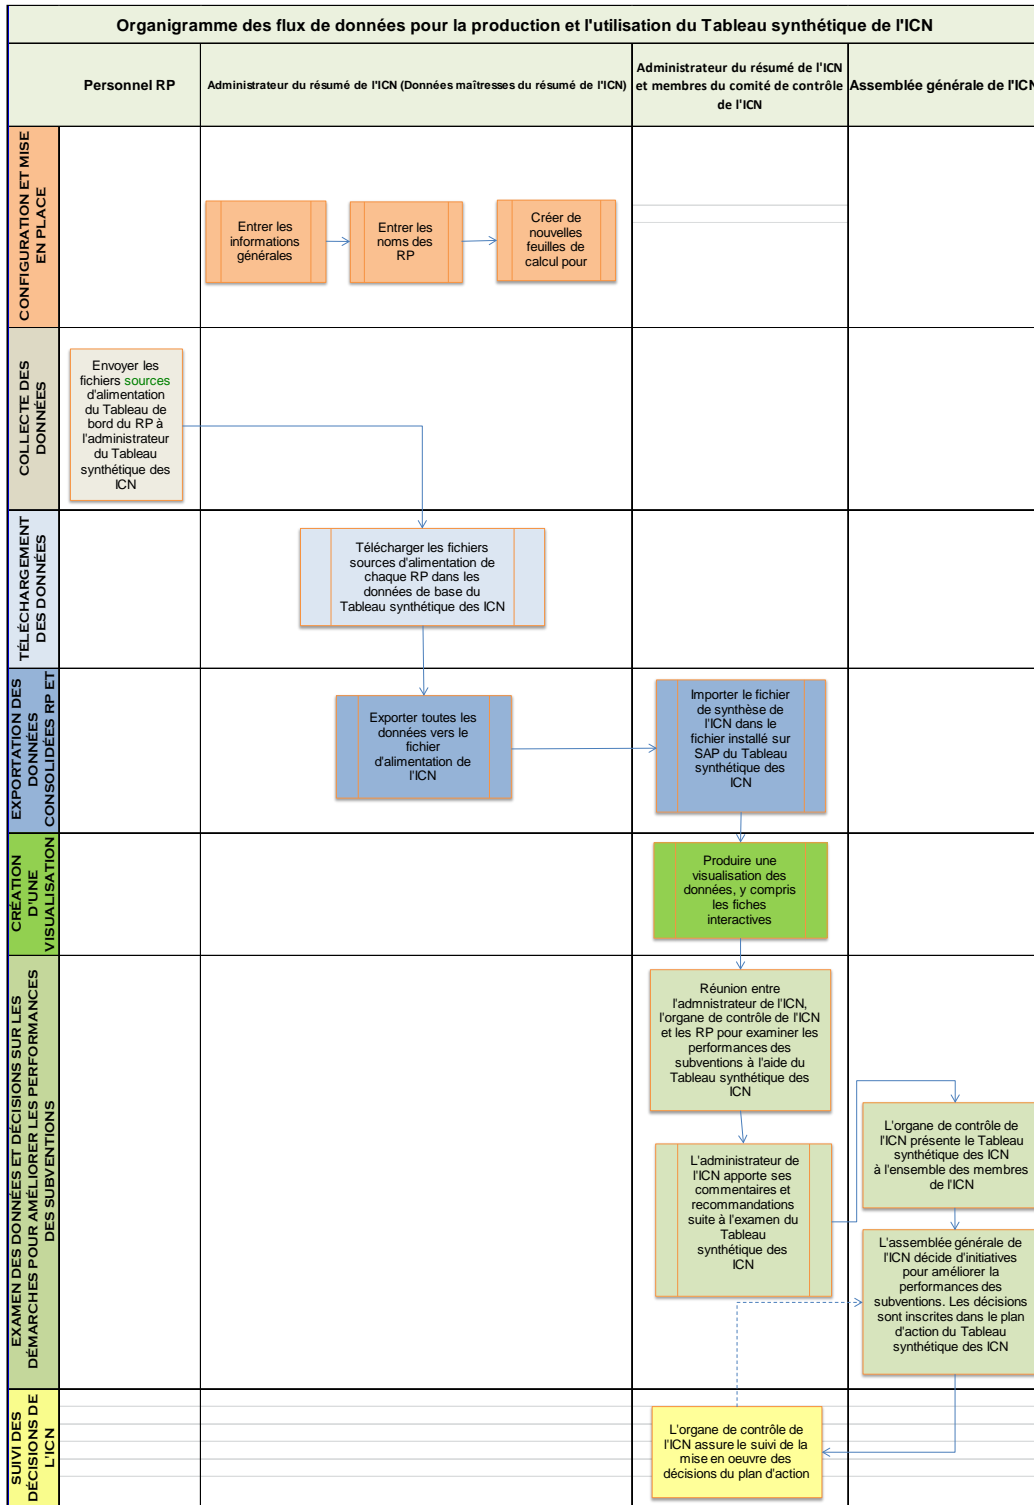 Organigramme des flux de données pour la production et l'utilisation du Tableau synthétique de l'ICN
Personnel RP
Administrateur du résumé de l'ICN (Données maîtresses du résumé de l'ICN)
Administrateur du résumé de l'ICN
et membres du comité de contrôle
de l'ICN
Assemblée générale de l'ICN
CONFIGURATION ET MISE
EN PLACE
Entrer les
informations
générales
Entrer les
noms des
RP
Créer de
nouvelles
feuilles de
calcul pour
COLLECTE DES
DONNÉES
Envoyer les
fichiers sources
d'alimentation
du Tableau de
bord du RP à
l'administrateur
du Tableau
synthétique des
ICN
TÉLÉCHARGEMENT
DES DONNÉES
Télécharger les fichiers
sources d'alimentation de
chaque RP dans les
données de base du
Tableau synthétique des ICN
EXPORTATION DES
DONNÉES
CONSOLIDÉES RP ET
Exporter toutes les
données vers le
fichier
d'alimentation de
l'ICN
Importer le fichier
de synthèse de
l'ICN dans le
fichier installé sur
SAP du Tableau
synthétique des
ICN
CRÉATION
D'UNE
VISUALISATION
Produire une
visualisation des
données, y compris
les fiches
interactives
EXAMEN DES DONNÉES ET DÉCISIONS SUR LES
DÉMARCHES POUR AMÉLIORER LES PERFORMANCES
DES SUBVENTIONS
Réunion entre
l'admnistrateur de l'ICN,
l'organe de contrôle de l'ICN
et les RP pour examiner les
performances des
subventions à l'aide du
Tableau synthétique des
ICN
L'administrateur de
l'ICN apporte ses
commentaires et
recommandations
suite à l'examen du
Tableau
synthétique des
ICN
L'organe de contrôle de
l'ICN présente le Tableau
synthétique des ICN
à l'ensemble des membres
de l'ICN
L'assemblée générale de
l'ICN décide d'initiatives
pour améliorer la
performances des
subventions. Les décisions
sont inscrites dans le plan
d'action du Tableau
synthétique des ICN
SUIVI DES
DÉCISIONS DE
L'ICN
L'organe de contrôle de
l'ICN assure le suivi de la
mise en oeuvre des
décisions du plan d'action